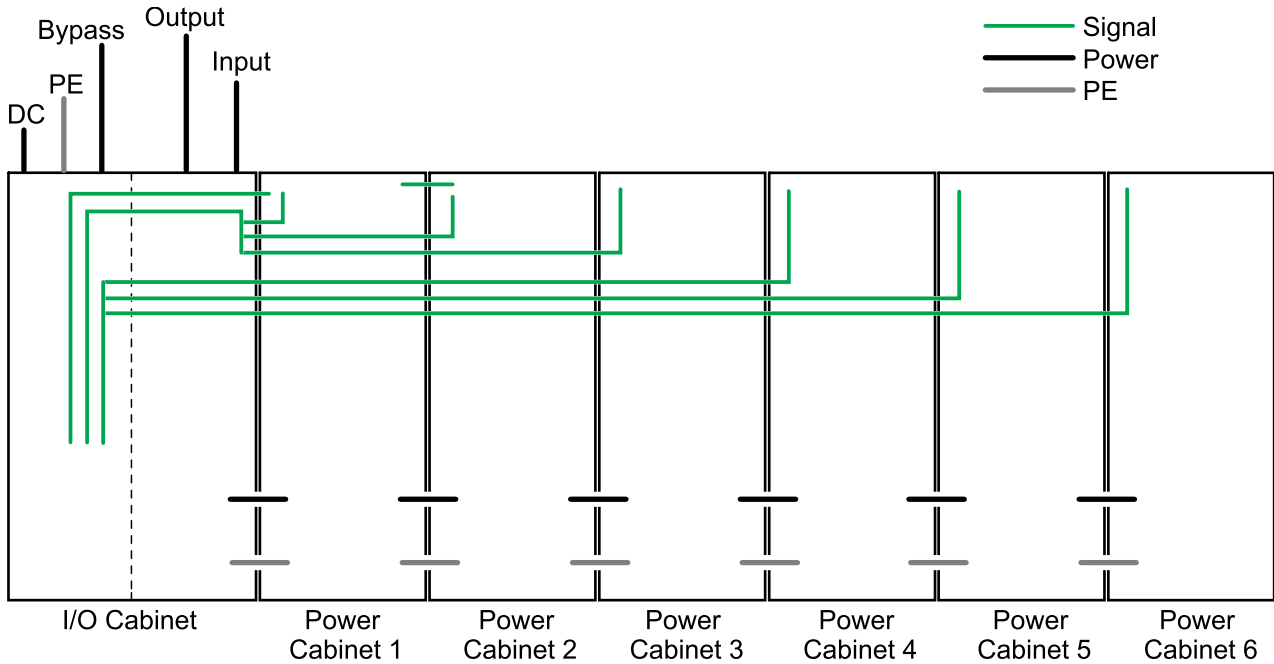 Output
Bypass
Input
PE
DC
Signal
Power
PE
I/O Cabinet
Power
Cabinet 1
Power
Cabinet 2
Power
Cabinet 3
Power
Cabinet 4
Power
Cabinet 5
Power
Cabinet 6